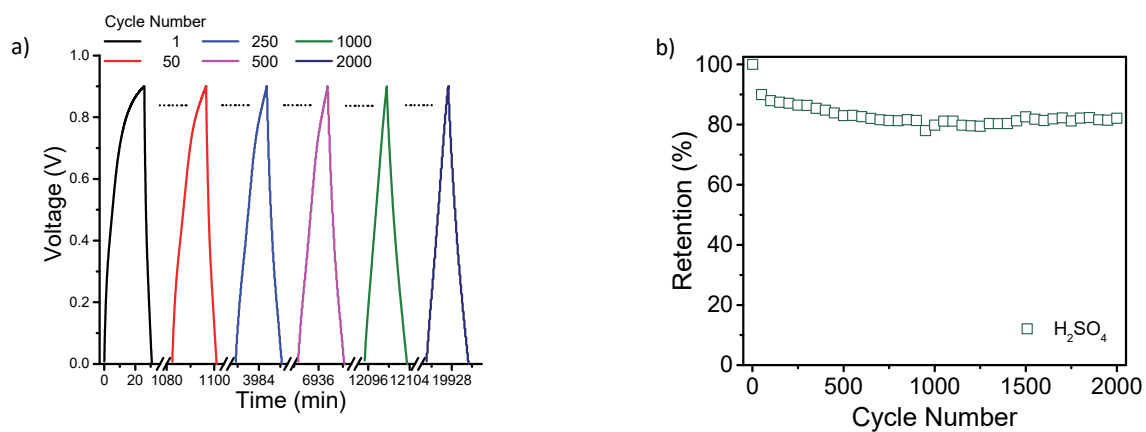 a)
Cycle Number
1 250 1000
50 500 2000
1.0
0.8
0.6
0.4
0.2
0.0
Voltage (V)
0 20 1080 1100 3984 6936 12096 12104 19928
Time (min)
b)
100
80
60
40
20
0
Retention (%)
H₂SO₄
0 500 1000 1500 2000
Cycle Number